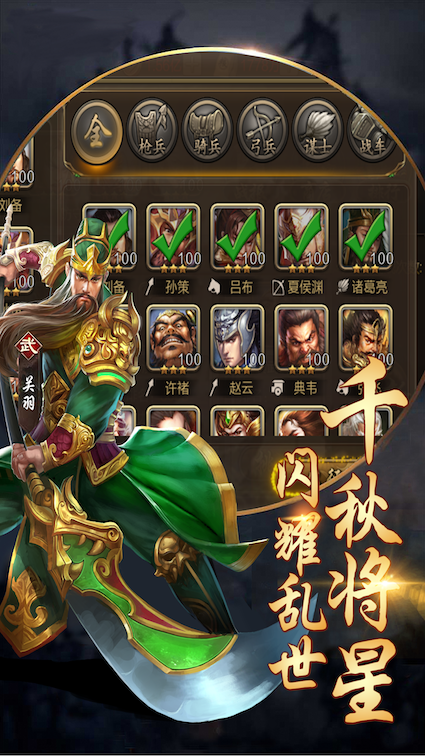 全
枪兵
骑兵
弓兵
谋士
战车
100
刘备
100
100
100
100
100
刘备
孙策
吕布
夏侯渊
诸葛亮
100
100
100
100
100
许褚
赵云
典韦
武
关羽
千秋将星
闪耀乱世